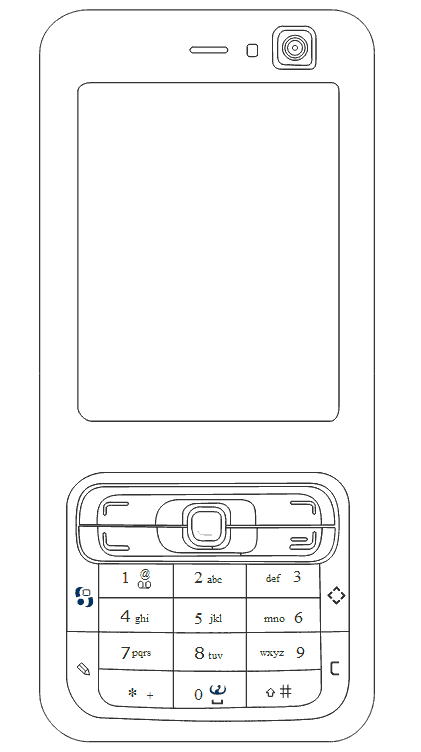 1 @
2 abc
def 3
4 ghi
5 jkl
mno 6
7 pqrs
8 tuv
wxyz 9
* +
0
#
C